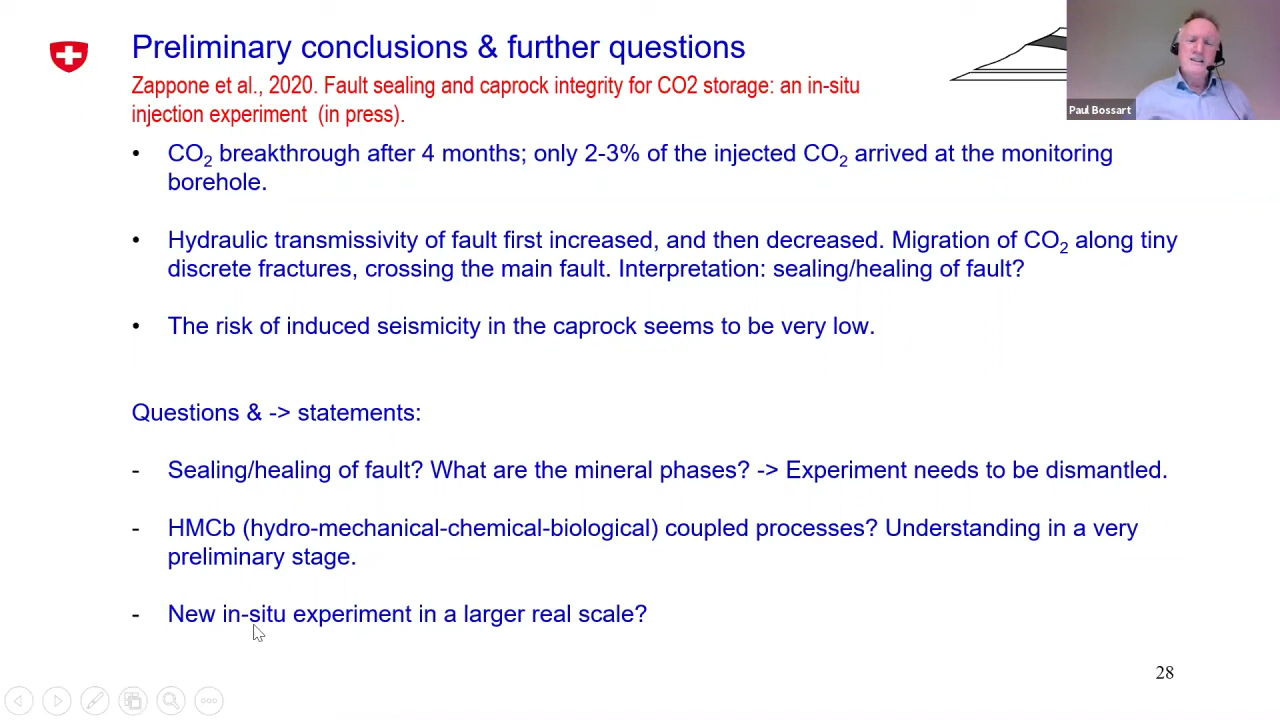 Preliminary conclusions & further questions
Zappone et al., 2020. Fault sealing and caprock integrity for CO2 storage: an in-situ
injection experiment (in press).
Paul Bossart
• CO₂ breakthrough after 4 months; only 2-3% of the injected CO₂ arrived at the monitoring
borehole.
• Hydraulic transmissivity of fault first increased, and then decreased. Migration of CO₂ along tiny
discrete fractures, crossing the main fault. Interpretation: sealing/healing of fault?
• The risk of induced seismicity in the caprock seems to be very low.
Questions & -> statements:
- Sealing/healing of fault? What are the mineral phases? -> Experiment needs to be dismantled.
- HMCb (hydro-mechanical-chemical-biological) coupled processes? Understanding in a very
preliminary stage.
- New in-situ experiment in a larger real scale?
28